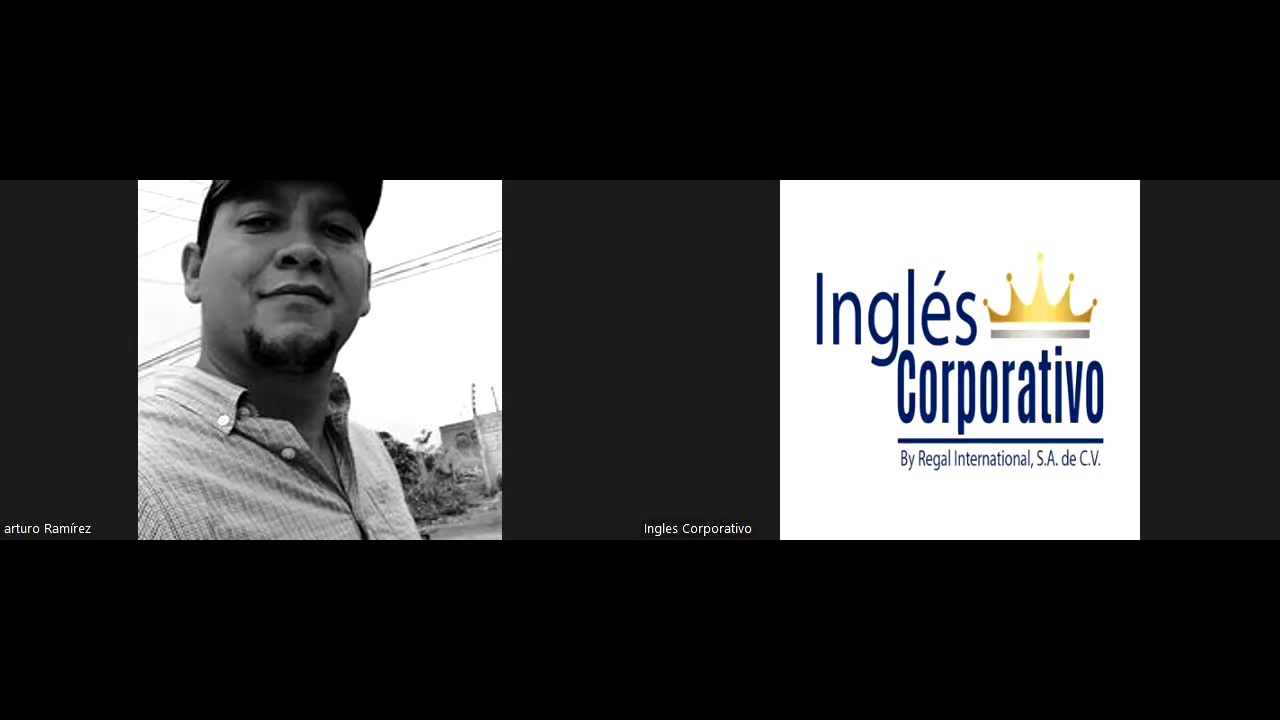 Inglés
Corporativo
By Regal International, S.A. de C.V.
arturo Ramírez
Ingles Corporativo